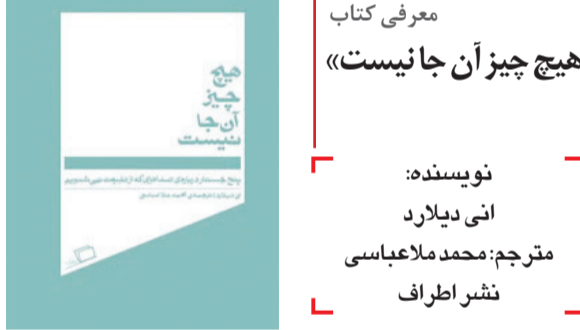 معرفی کتاب
هیچ چیز آن جا نیست»
نویسنده:
انی دیلارد
مترجم: محمد ملاعباسی
نشر اطراف
هیچ
چیز
آن جا
نیست